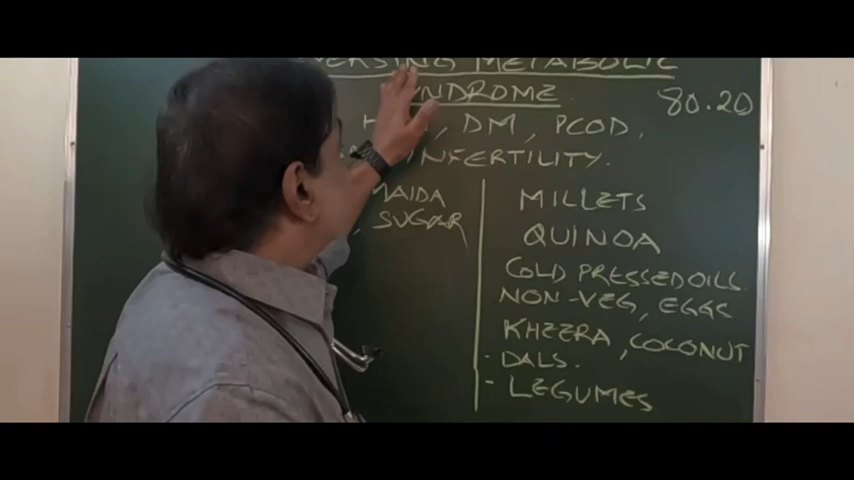 METABOLIC
80.20
DM, PCOD,
INFERTILITY.
MAIDA
, SUGAR
MILLETS
QUINOA
COLD PRESSED OILS.
NON-VEG, EGGS
KHEERA, COCONUT
- DALS.
- LEGUMES